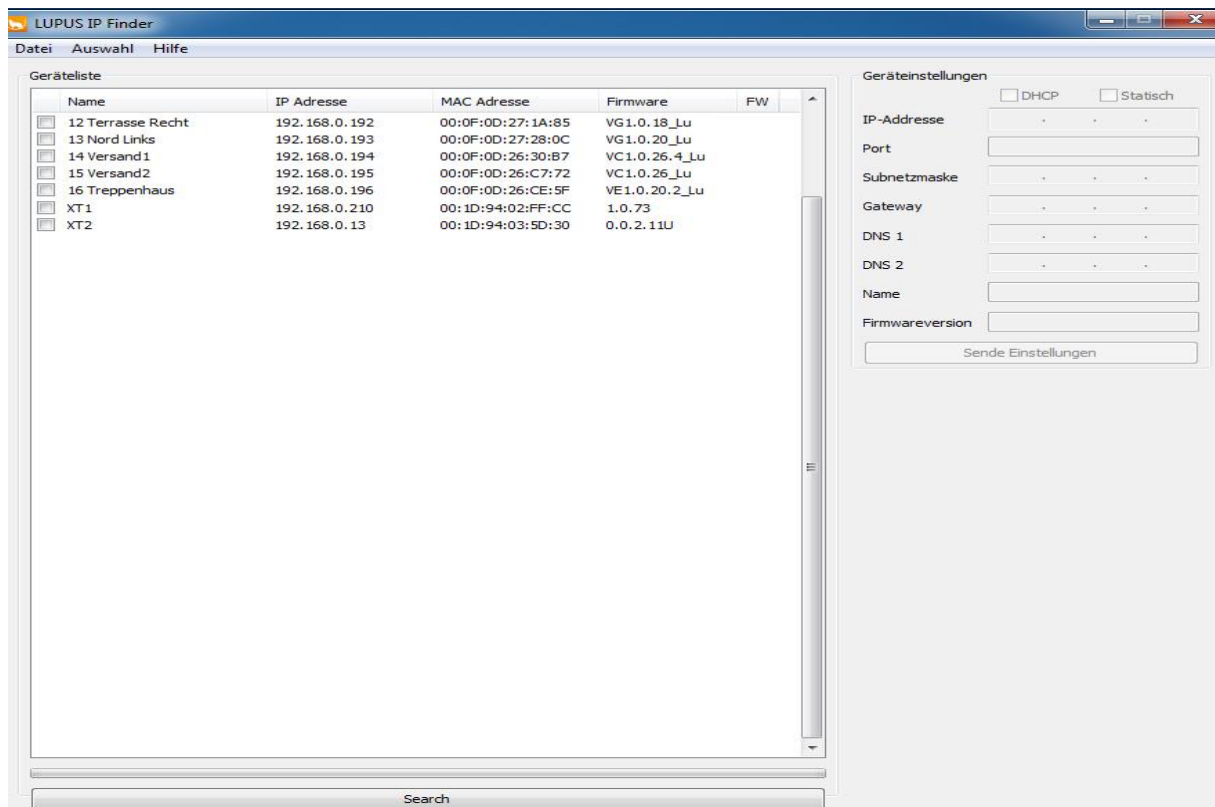 LUPUS IP Finder
Datei Auswahl Hilfe
Geräteliste
Name IP Adresse MAC Adresse Firmware FW
12 Terrasse Recht 192.168.0.192 00:0F:0D:27:1A:85 VG1.0.18_Lu
13 Nord Links 192.168.0.193 00:0F:0D:27:28:0C VG1.0.20_Lu
14 Versand1 192.168.0.194 00:0F:0D:26:30:B7 VC1.0.26.4_Lu
15 Versand2 192.168.0.195 00:0F:0D:26:C7:72 VC1.0.26_Lu
16 Treppenhaus 192.168.0.196 00:0F:0D:26:CE:5F VE1.0.20.2_Lu
XT1 192.168.0.210 00:1D:94:02:FF:CC 1.0.73
XT2 192.168.0.13 00:1D:94:03:5D:30 0.0.2.11U
Search
Geräteinstellungen
DHCP Statisch
IP-Addresse
Port
Subnetzmaske
Gateway
DNS 1
DNS 2
Name
Firmwareversion
Sende Einstellungen